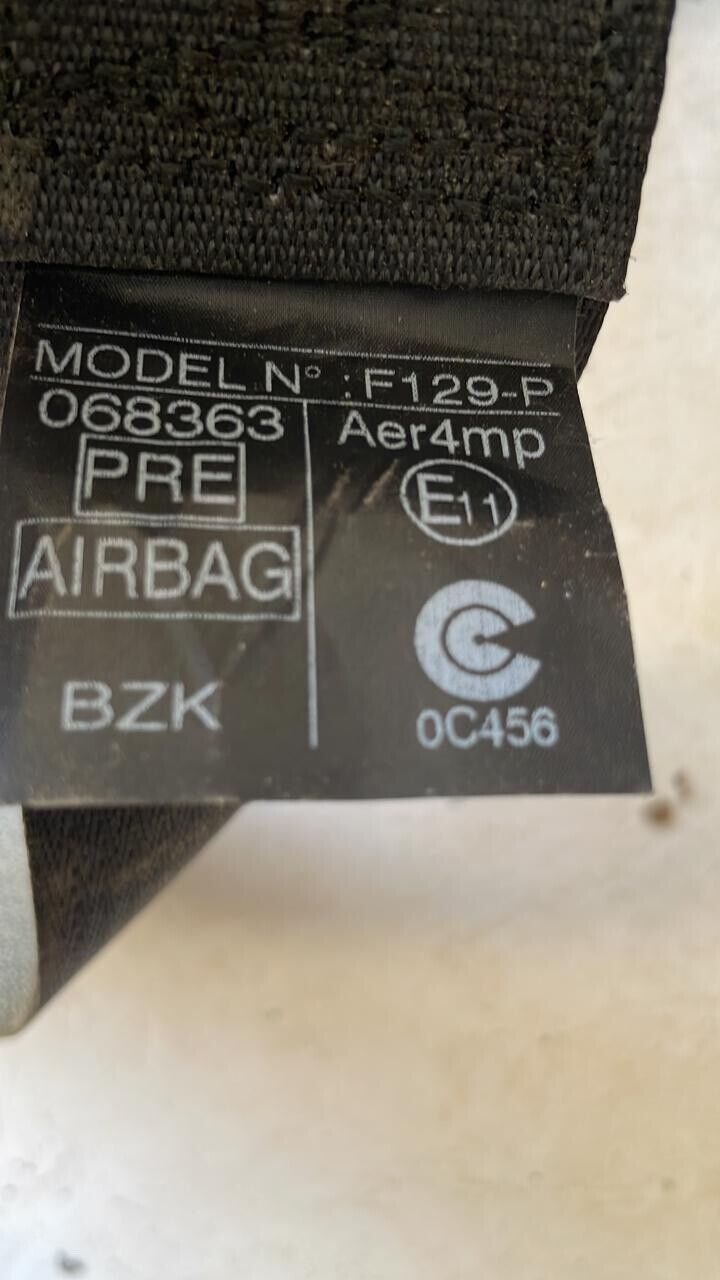 MODEL N° : F129-P
068363
PRE
AIRBAG
BZK
Aer4mp
E11
0C456